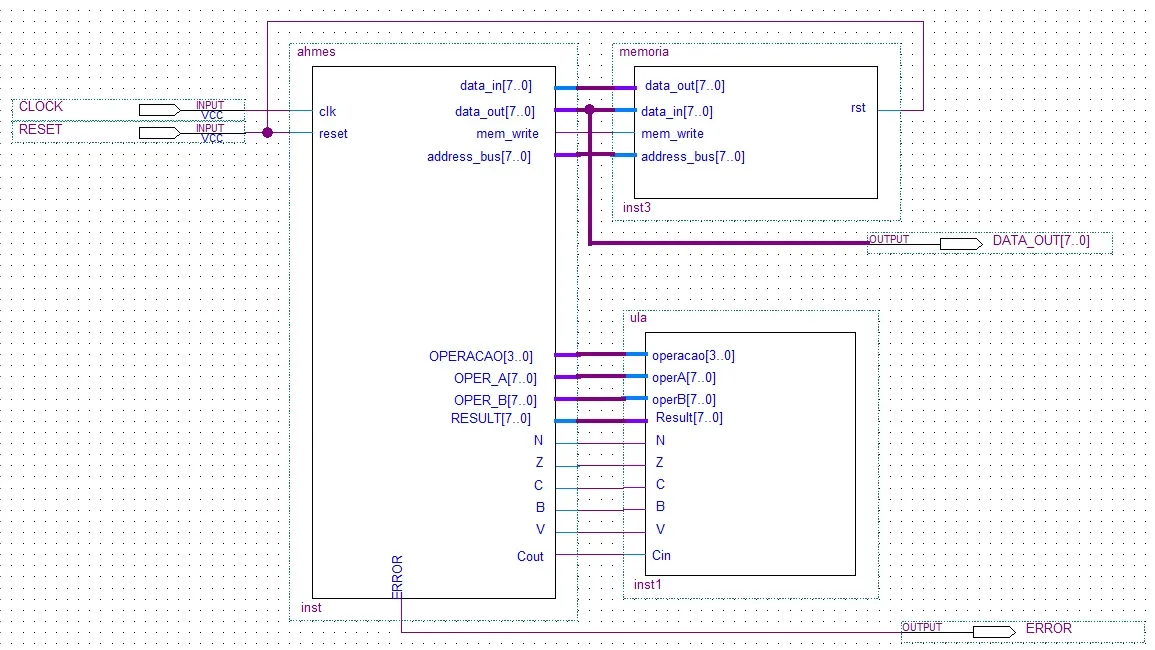 ahmes
memoria
data_in[7..0]
data_out[7..0]
CLOCK
INPUT
VCC
clk
data_out[7..0]
data_in[7..0]
rst
RESET
INPUT
VCC
reset
mem_write
mem_write
address_bus[7..0]
address_bus[7..0]
inst3
OUTPUT
DATA_OUT[7..0]
ula
OPERACAO[3..0]
operacao[3..0]
OPER_A[7..0]
operA[7..0]
OPER_B[7..0]
operB[7..0]
RESULT[7..0]
Result[7..0]
N
N
Z
Z
C
C
B
B
V
V
Cout
Cin
ERROR
inst1
inst
OUTPUT
ERROR